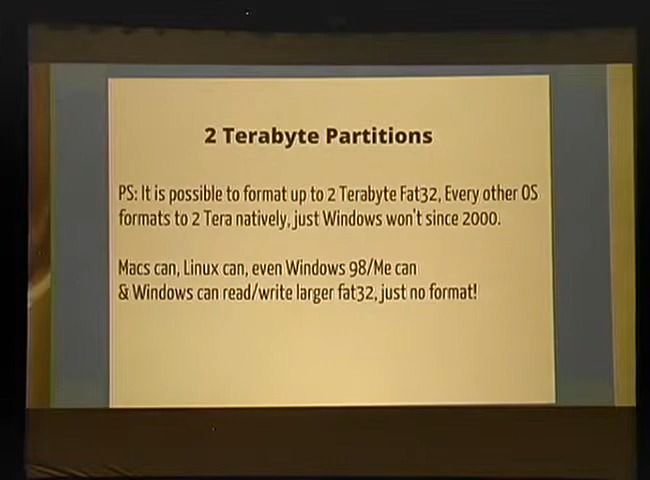 2 Terabyte Partitions
PS: It is possible to format up to 2 Terabyte Fat32, Every other OS
formats to 2 Tera natively, just Windows won't since 2000.
Macs can, Linux can, even Windows 98/Me can
& Windows can read/write larger fat32, just no format!